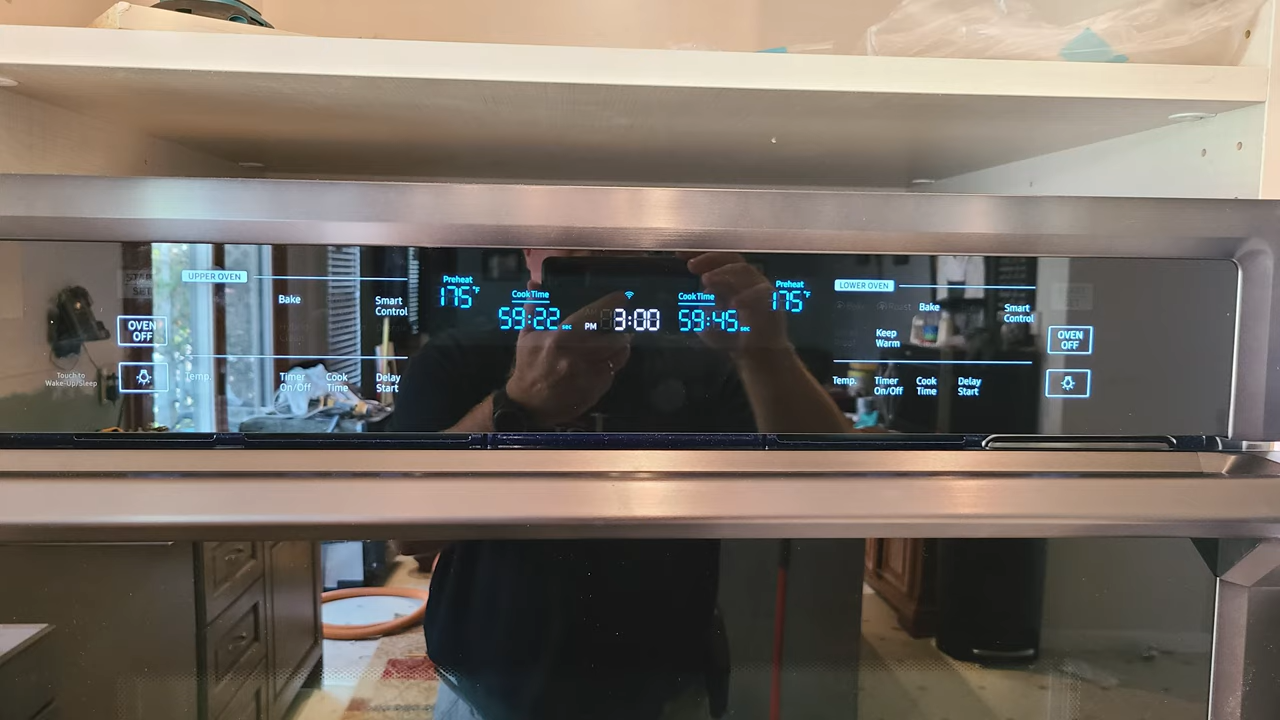 START
SET
UPPER OVEN
Bake
Smart
Control
OVEN
OFF
Touch to
Wake-Up/Sleep
Temp.
Timer
On/Off
Cook
Time
Delay
Start
Preheat
175°F
Cook Time
59:22 sec
PM 3:00
Cook Time
59:45 sec
Preheat
175°F
LOWER OVEN
Bake
Smart
Control
Keep
Warm
OVEN
OFF
Temp.
Timer
On/Off
Cook
Time
Delay
Start